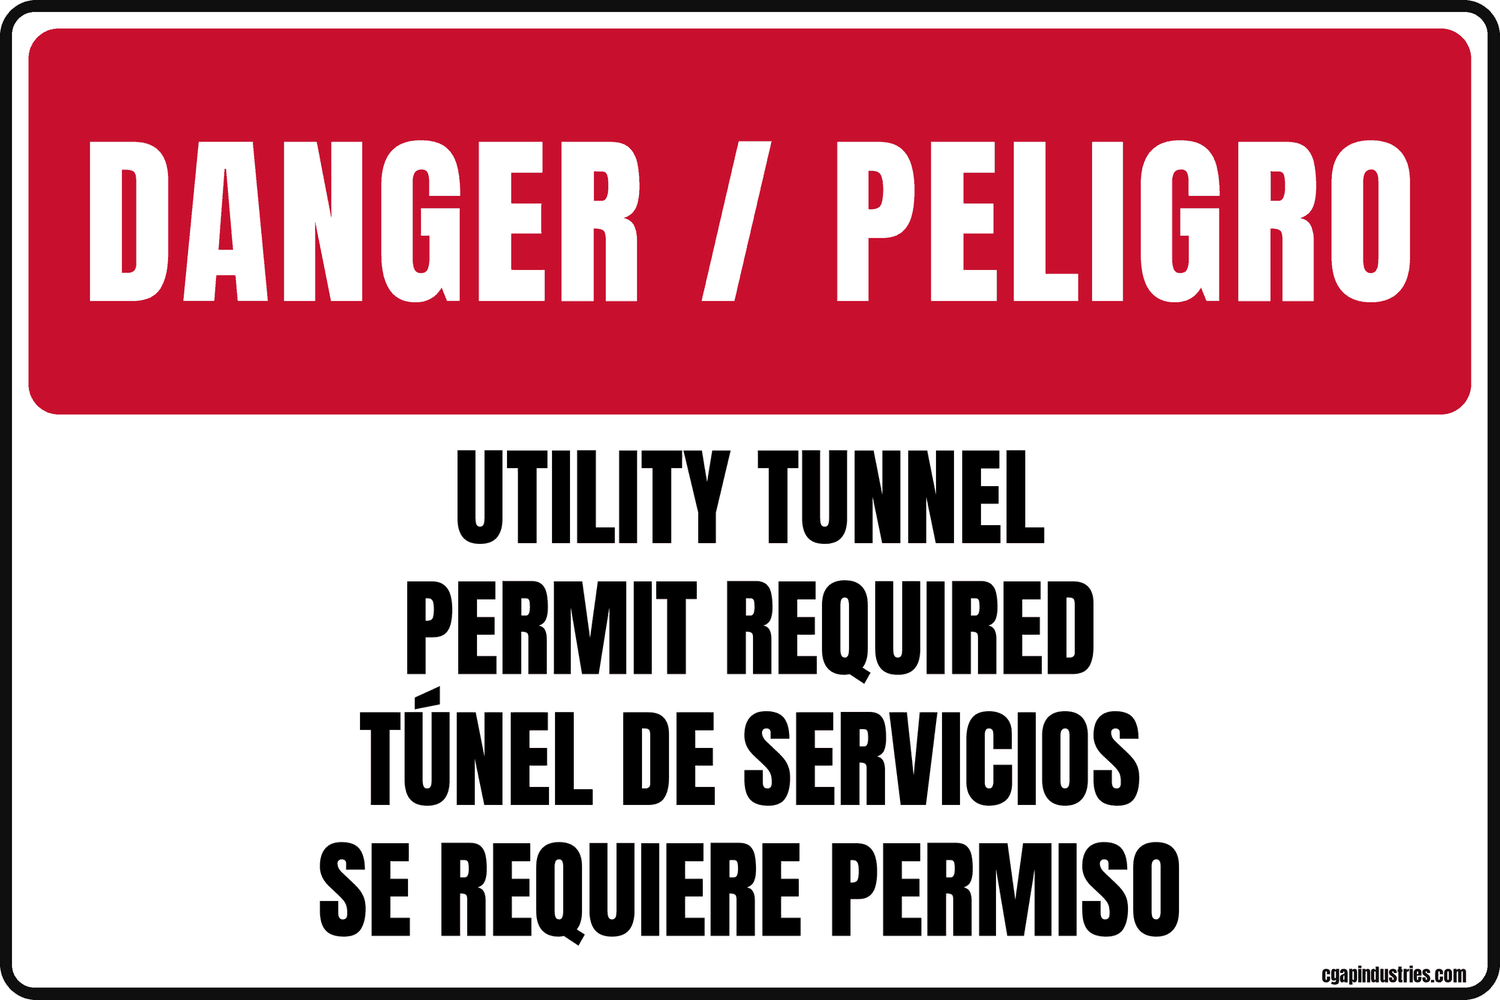 DANGER / PELIGRO
UTILITY TUNNEL
PERMIT REQUIRED
TÚNEL DE SERVICIOS
SE REQUIERE PERMISO
cgapindustries.com